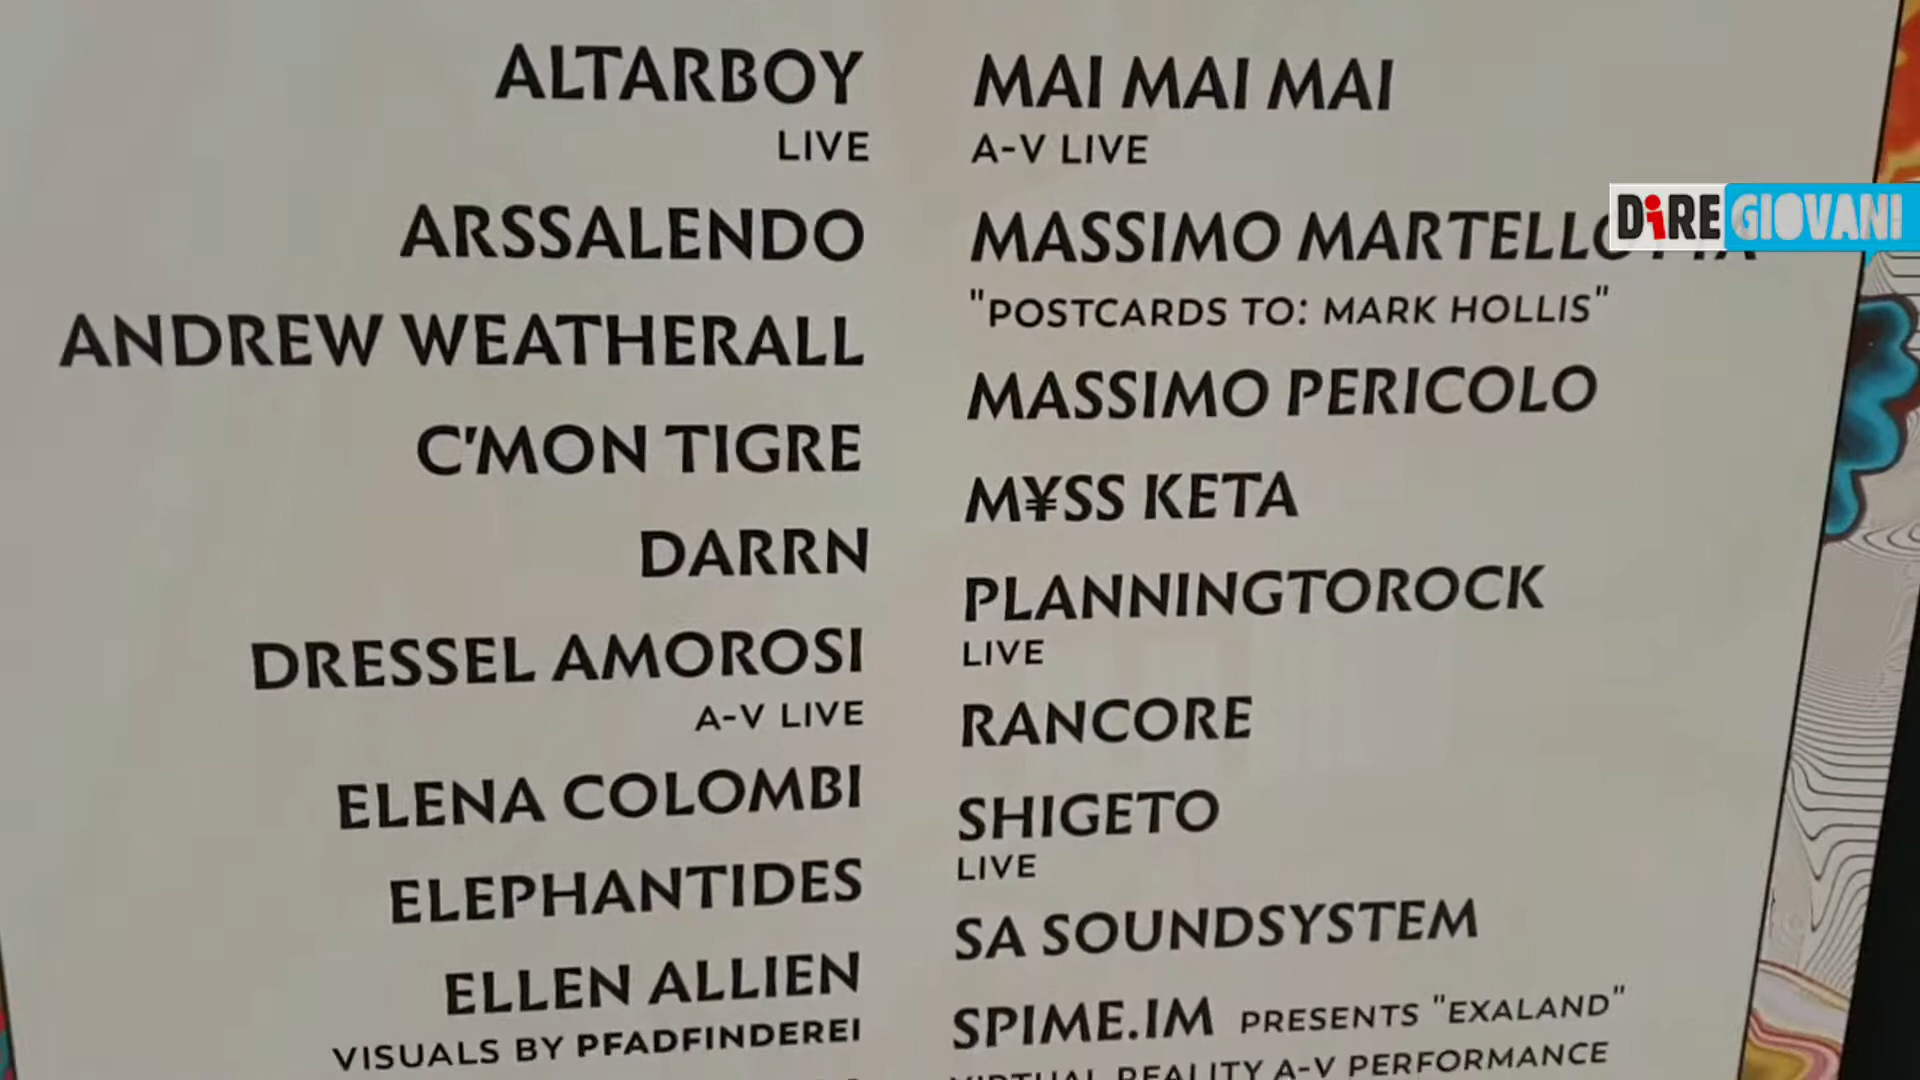 ALTARBOY
LIVE
ARSSALENDO
ANDREW WEATHERALL
C'MON TIGRE
DARRN
DRESSEL AMOROSI
A-V LIVE
ELENA COLOMBI
ELEPHANTIDES
ELLEN ALLIEN
VISUALS BY PFADFINDEREI
MAI MAI MAI
A-V LIVE
MASSIMO
"POSTCARDS TO: MARK HOLLIS"
MASSIMO PERICOLO
M¥SS KETA
PLANNINGTOROCK
LIVE
RANCORE
SHIGETO
LIVE
SA SOUNDSYSTEM
SPIME.IM PRESENTS "EXALAND"
VIRTUAL REALITY A-V PERFORMANCE
DiRE GIOVANI